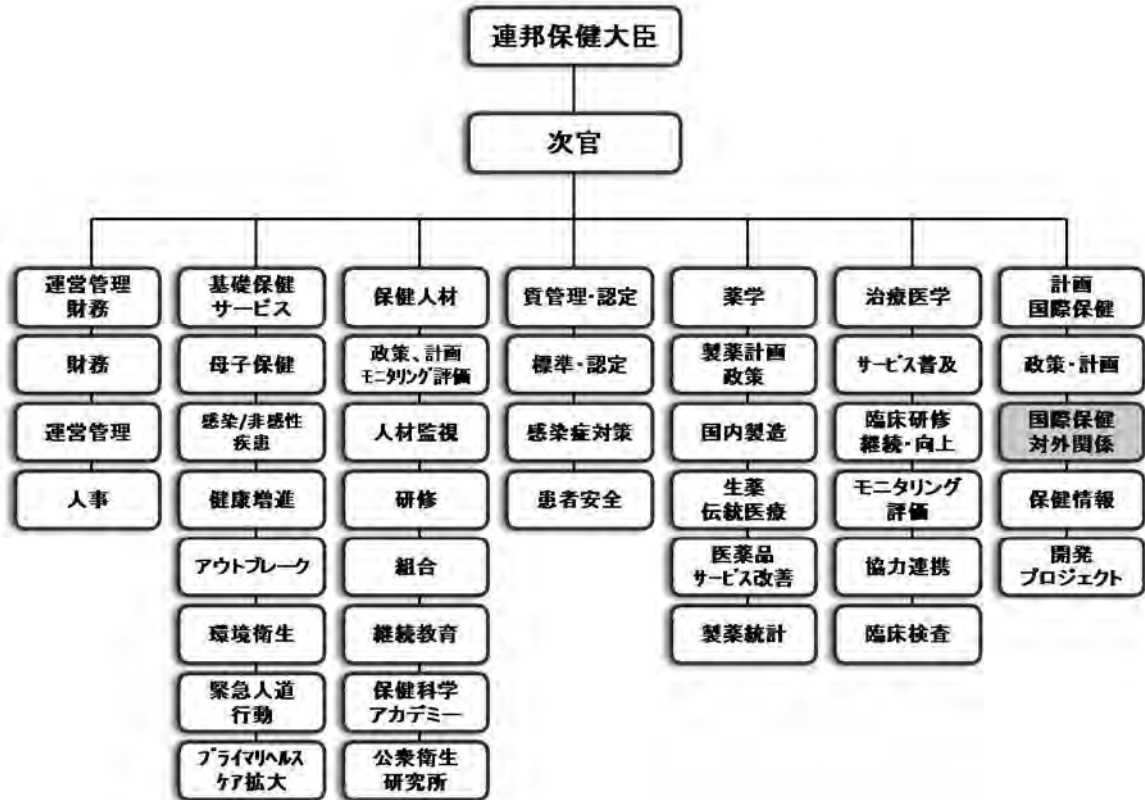 連邦保健大臣
次官
運営管理
財務
基礎保健
サービス
保健人材
質管理・認定
薬学
治療医学
計画
国際保健
財務
母子保健
政策、計画
モニタリング評価
標準・認定
製薬計画
政策
サービス普及
政策・計画
運営管理
感染/非感性
疾患
人材監視
感染症対策
国内製造
臨床研修
継続・向上
国際保健
対外関係
人事
健康増進
研修
患者安全
生薬
伝統医療
モニタリング
評価
保健情報
アウトブレーク
組合
医薬品
サービス改善
協力連携
開発
プロジェクト
環境衛生
継続教育
製薬統計
臨床検査
緊急人道
行動
保健科学
アカデミー
プライマリヘルス
ケア拡大
公衆衛生
研究所